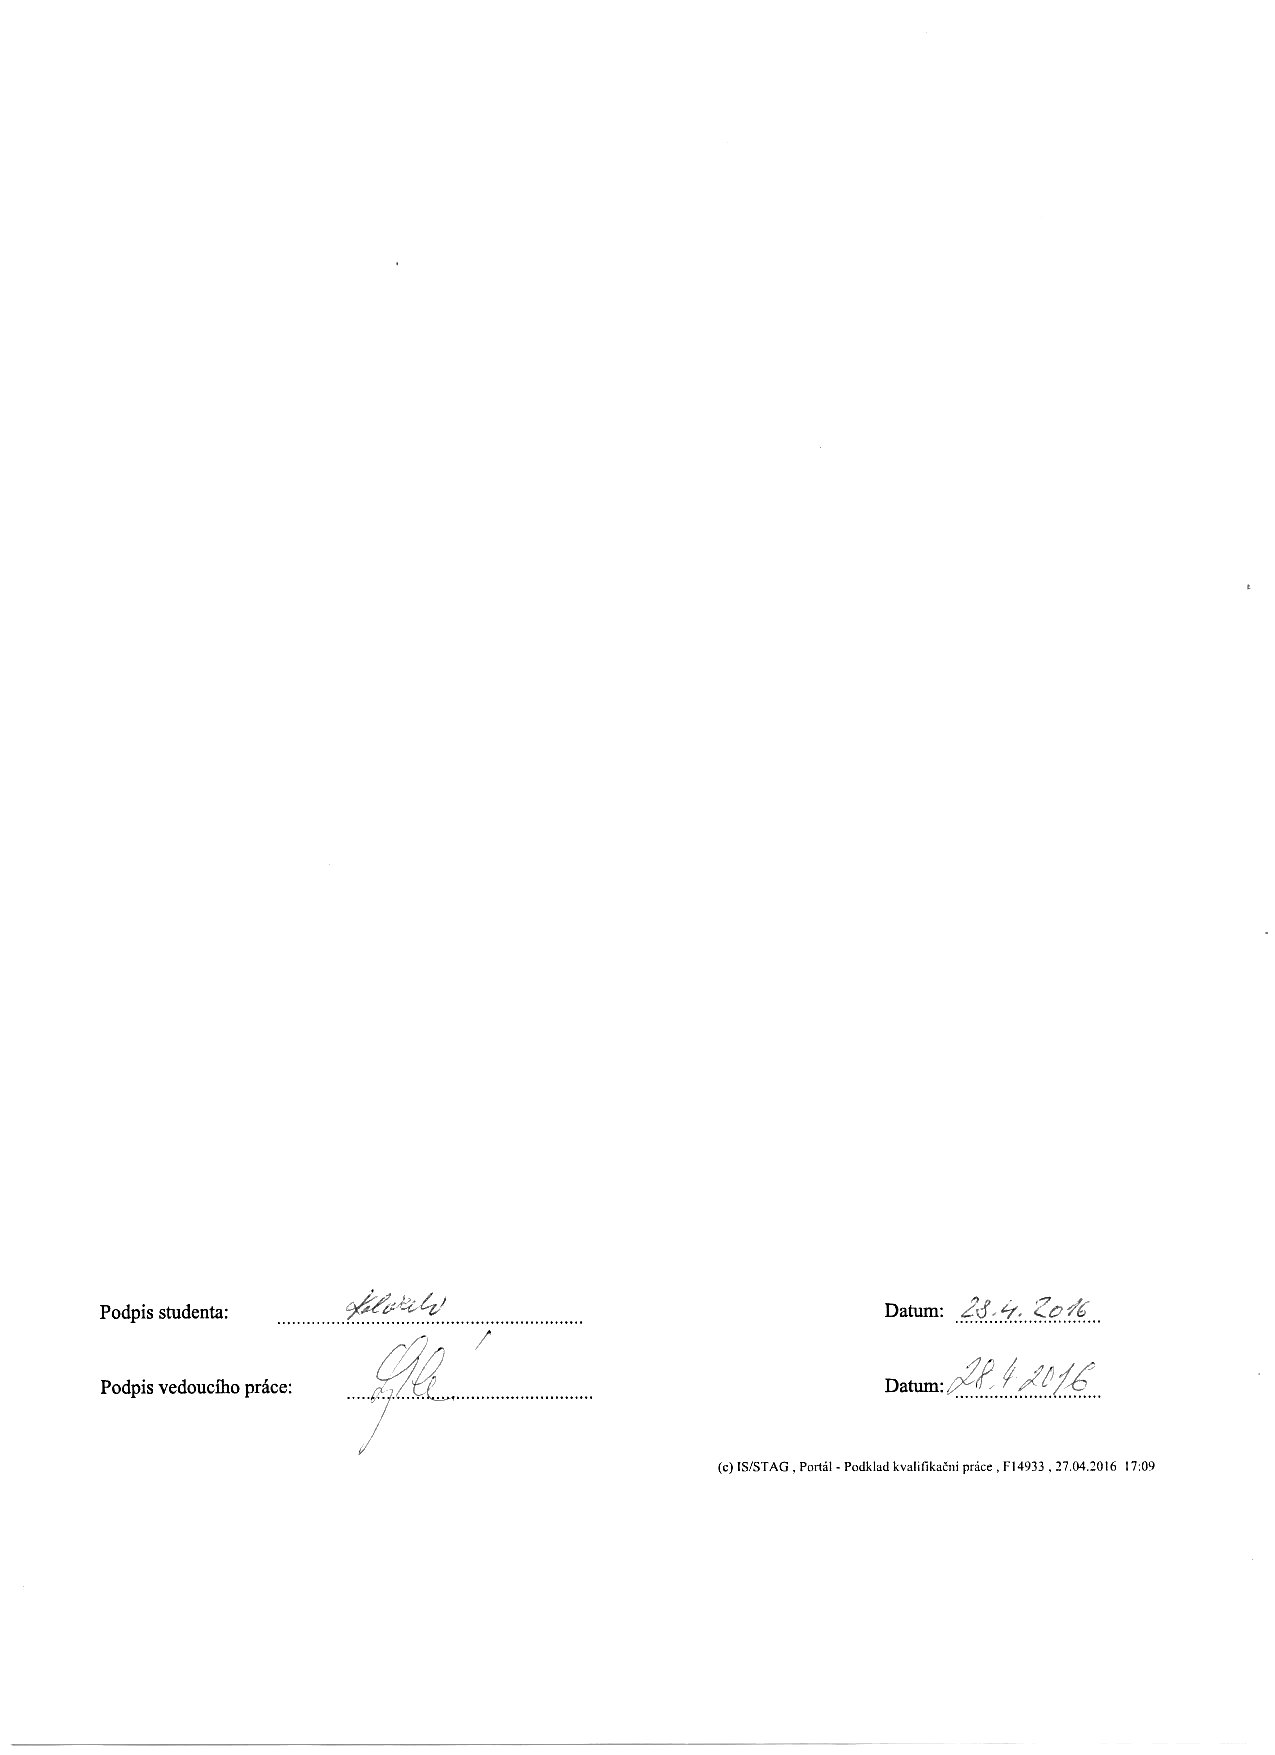 Podpis studenta: Datum: 28.4. 2016
Podpis vedoucího práce: Datum: 28.4 2016
(c) IS/STAG , Portál - Podklad kvalifikační práce , F14933 , 27.04.2016 17:09